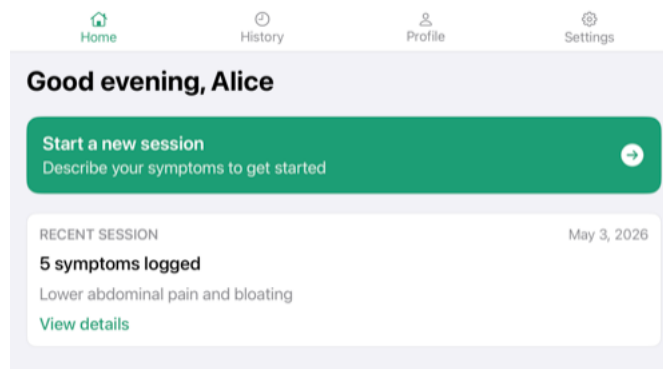 Home
History
Profile
Settings
Good evening, Alice
Start a new session
Describe your symptoms to get started
RECENT SESSION
May 3, 2026
5 symptoms logged
Lower abdominal pain and bloating
View details